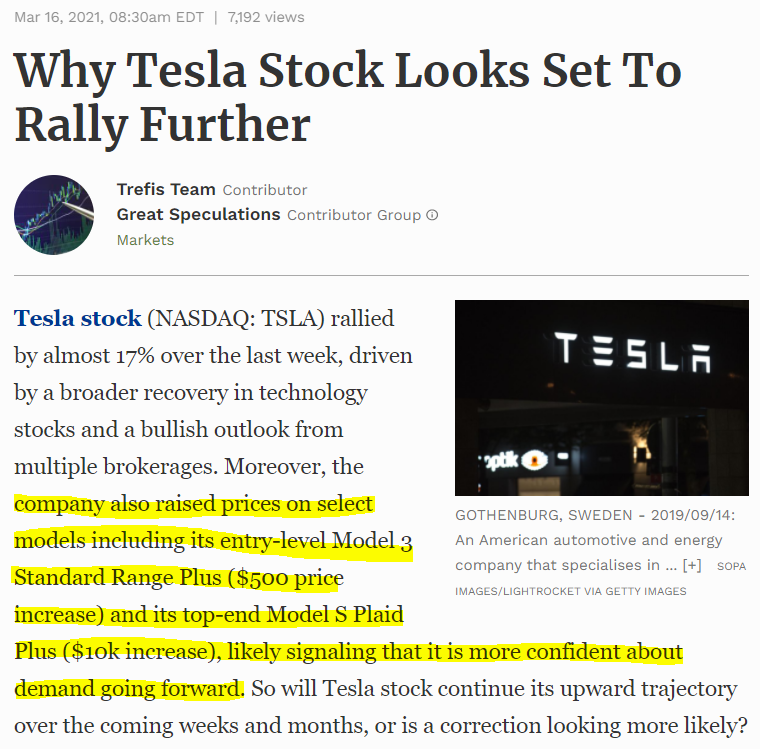 Mar 16, 2021, 08:30am EDT | 7,192 views
Why Tesla Stock Looks Set To
Rally Further
Trefis Team Contributor
Great Speculations Contributor Group ⓘ
Markets
Tesla stock (NASDAQ: TSLA) rallied
by almost 17% over the last week, driven
by a broader recovery in technology
stocks and a bullish outlook from
multiple brokerages. Moreover, the
company also raised prices on select
models including its entry-level Model 3
Standard Range Plus ($500 price
increase) and its top-end Model S Plaid
Plus ($10k increase), likely signaling that it is more confident about
demand going forward. So will Tesla stock continue its upward trajectory
over the coming weeks and months, or is a correction looking more likely?
TESLA
optik
GOTHENBURG, SWEDEN - 2019/09/14:
An American automotive and energy
company that specialises in ... [+] SOPA
IMAGES/LIGHTROCKET VIA GETTY IMAGES